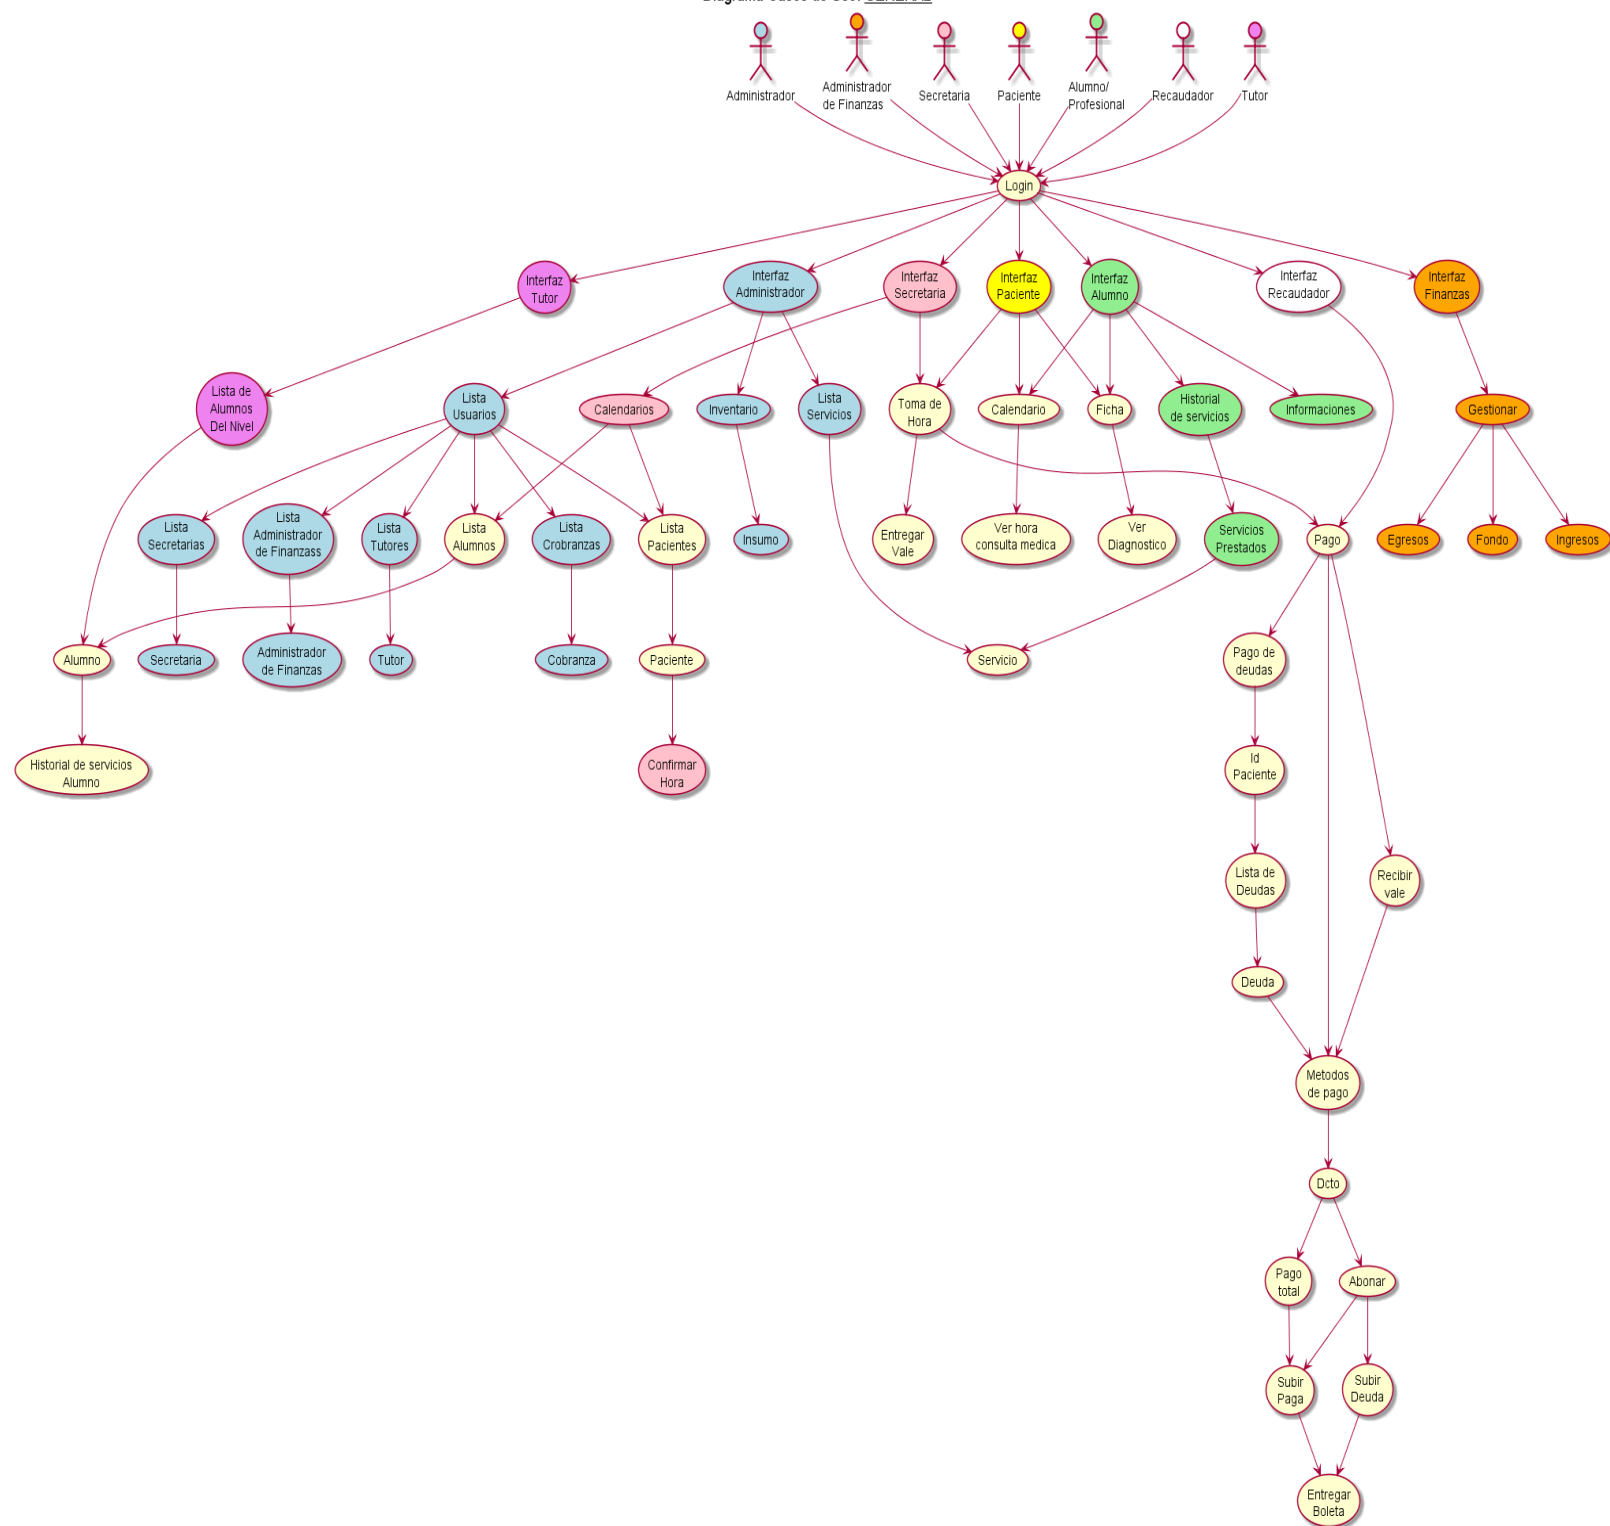 Diagrama Casos de Uso: GENERAL
Administrador
Administrador
de Finanzas
Secretaria
Paciente
Alumno/
Profesional
Recaudador
Tutor
Login
Interfaz
Tutor
Interfaz
Administrador
Interfaz
Secretaria
Interfaz
Paciente
Interfaz
Alumno
Interfaz
Recaudador
Interfaz
Finanzas
Lista de
Alumnos
Del Nivel
Lista
Usuarios
Calendarios
Inventario
Lista
Servicios
Toma de
Hora
Calendario
Ficha
Historial
de servicios
Informaciones
Gestionar
Lista
Secretarias
Lista
Administrador
de Finanzass
Lista
Tutores
Lista
Alumnos
Lista
Crobranzas
Lista
Pacientes
Insumo
Entregar
Vale
Ver hora
consulta medica
Ver
Diagnostico
Servicios
Prestados
Pago
Egresos
Fondo
Ingresos
Alumno
Secretaria
Administrador
de Finanzas
Tutor
Cobranza
Paciente
Servicio
Pago de
deudas
Historial de servicios
Alumno
Confirmar
Hora
Id
Paciente
Lista de
Deudas
Recibir
vale
Deuda
Metodos
de pago
Dcto
Pago
total
Abonar
Subir
Paga
Subir
Deuda
Entregar
Boleta